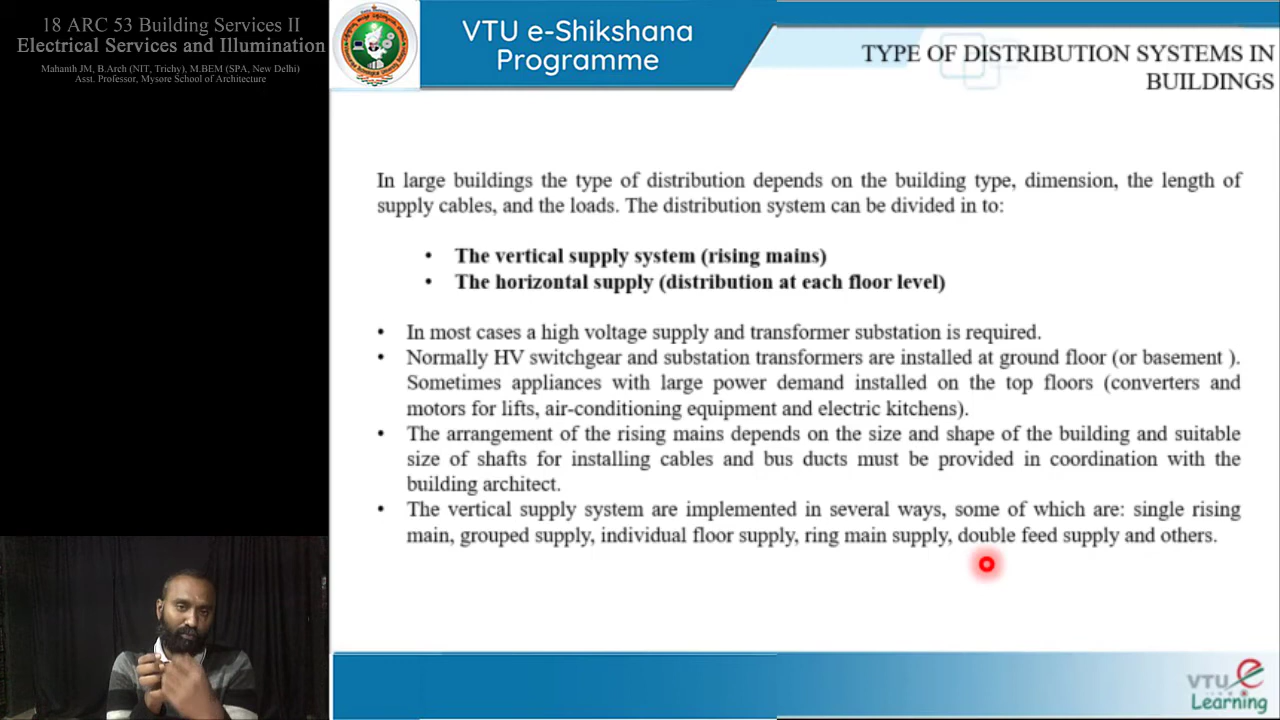 18 ARC 53 Building Services II
Electrical Services and Illumination
Mahanth JM, B.Arch (NIT, Trichy), M.BEM (SPA, New Delhi)
Asst. Professor, Mysore School of Architecture
VTU e-Shikshana
Programme
TYPE OF DISTRIBUTION SYSTEMS IN
BUILDINGS
In large buildings the type of distribution depends on the building type, dimension, the length of
supply cables, and the loads. The distribution system can be divided in to:
• The vertical supply system (rising mains)
• The horizontal supply (distribution at each floor level)
• In most cases a high voltage supply and transformer substation is required.
• Normally HV switchgear and substation transformers are installed at ground floor (or basement ).
Sometimes appliances with large power demand installed on the top floors (converters and
motors for lifts, air-conditioning equipment and electric kitchens).
• The arrangement of the rising mains depends on the size and shape of the building and suitable
size of shafts for installing cables and bus ducts must be provided in coordination with the
building architect.
• The vertical supply system are implemented in several ways, some of which are: single rising
main, grouped supply, individual floor supply, ring main supply, double feed supply and others.
VTU e
Learning